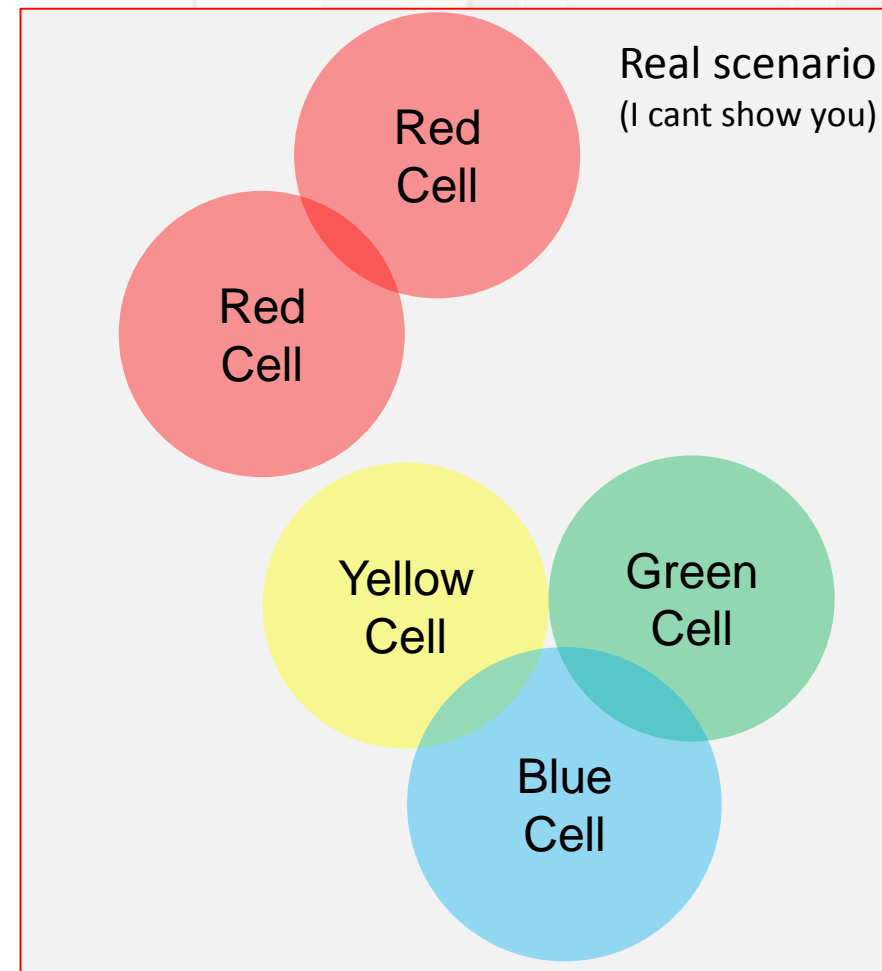 Real scenario
(I cant show you)
Red
Cell
Red
Cell
Yellow
Cell
Green
Cell
Blue
Cell